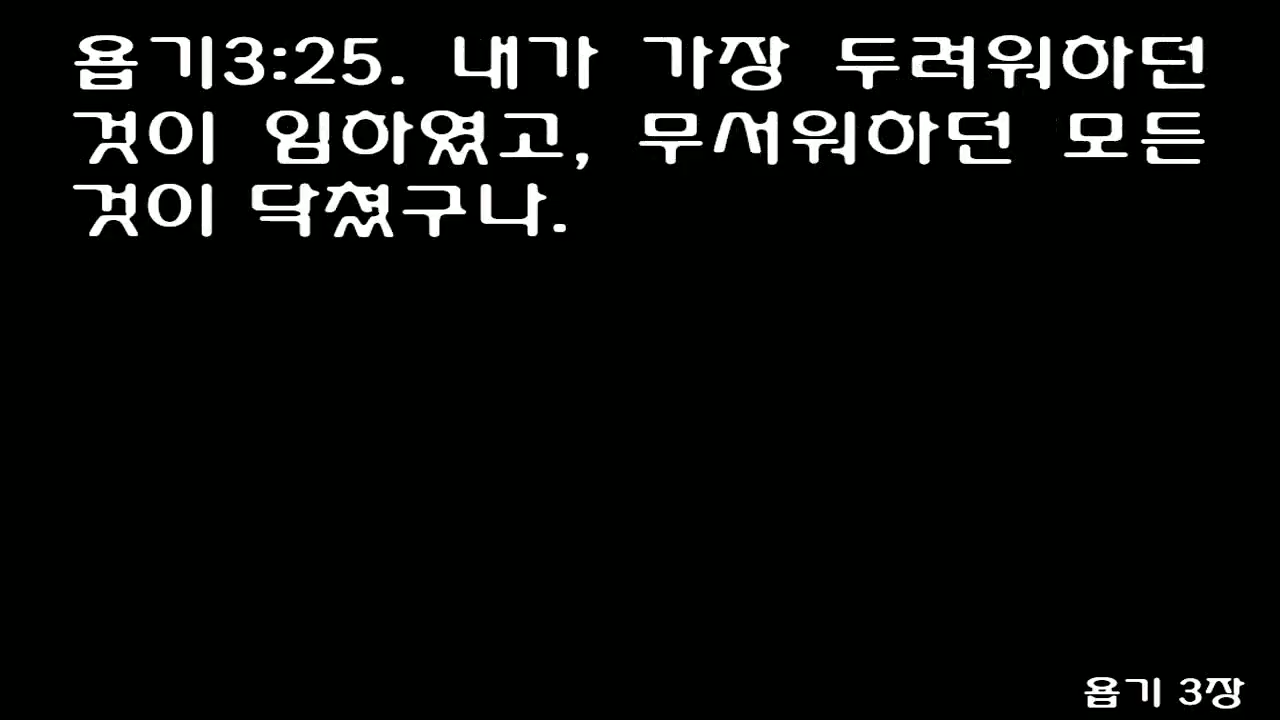 욥기3:25. 내가 가장 두려워하던
것이 임하였고, 무서워하던 모든
것이 닥쳤구나.
욥기 3장